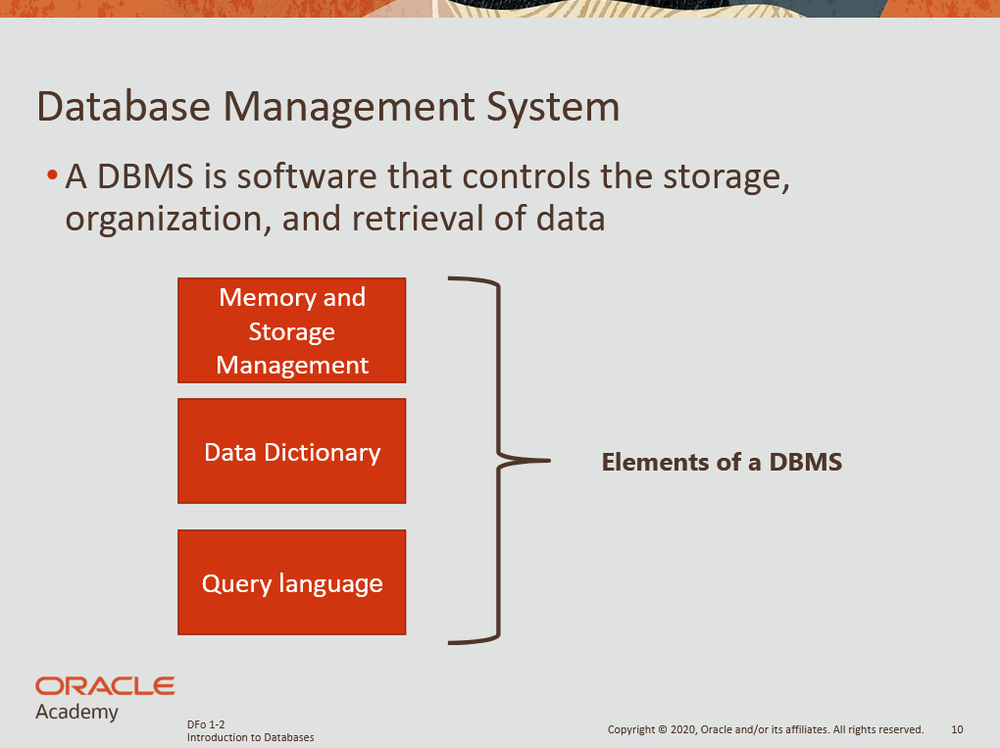 Database Management System
• A DBMS is software that controls the storage,
organization, and retrieval of data
Memory and
Storage
Management
Data Dictionary
Query language
Elements of a DBMS
ORACLE
Academy
DFo 1-2
Introduction to Databases
Copyright © 2020, Oracle and/or its affiliates. All rights reserved.
10